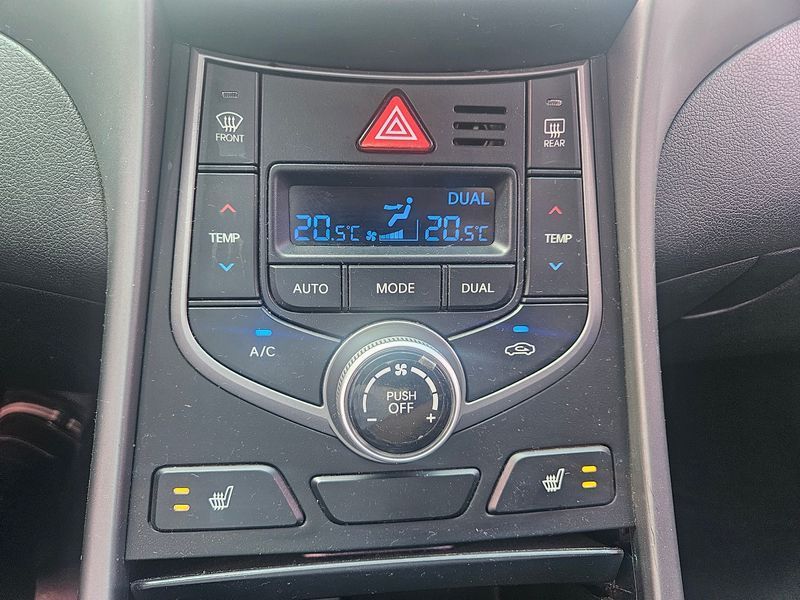 FRONT
REAR
DUAL
20.5°C
20.5°C
TEMP
TEMP
AUTO
MODE
DUAL
A/C
PUSH
OFF
− +